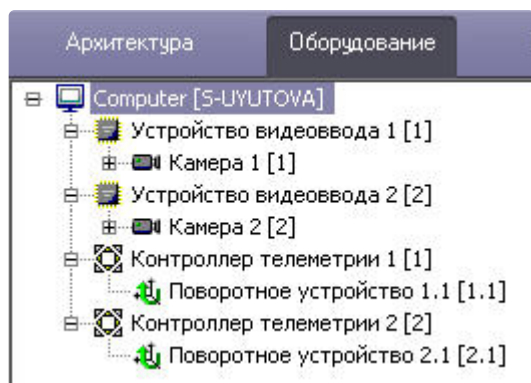 Архитектура Оборудование
Computer [S-UYUTOVA]
Устройство видеоввода 1 [1]
Камера 1 [1]
Устройство видеоввода 2 [2]
Камера 2 [2]
Контроллер телеметрии 1 [1]
Поворотное устройство 1.1 [1.1]
Контроллер телеметрии 2 [2]
Поворотное устройство 2.1 [2.1]